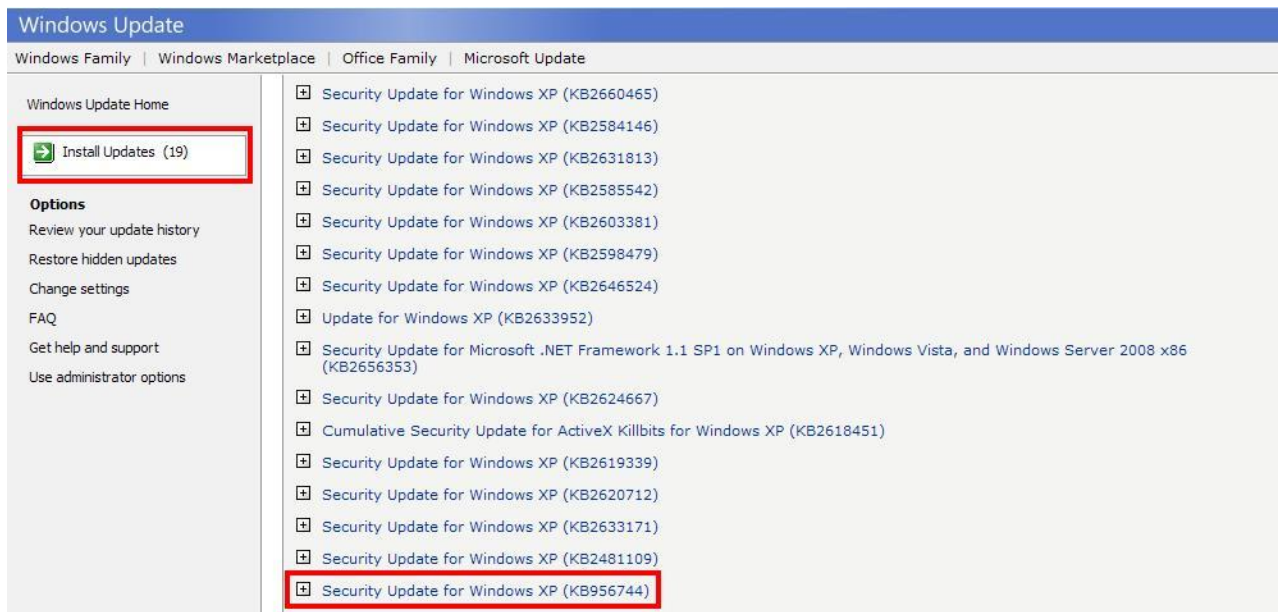 Windows Update
Windows Family | Windows Marketplace | Office Family | Microsoft Update
Windows Update Home
Install Updates (19)
Options
Review your update history
Restore hidden updates
Change settings
FAQ
Get help and support
Use administrator options
Security Update for Windows XP (KB2660465)
Security Update for Windows XP (KB2584146)
Security Update for Windows XP (KB2631813)
Security Update for Windows XP (KB2585542)
Security Update for Windows XP (KB2603381)
Security Update for Windows XP (KB2598479)
Security Update for Windows XP (KB2646524)
Update for Windows XP (KB2633952)
Security Update for Microsoft .NET Framework 1.1 SP1 on Windows XP, Windows Vista, and Windows Server 2008 x86
(KB2656353)
Security Update for Windows XP (KB2624667)
Cumulative Security Update for ActiveX Killbits for Windows XP (KB2618451)
Security Update for Windows XP (KB2619339)
Security Update for Windows XP (KB2620712)
Security Update for Windows XP (KB2633171)
Security Update for Windows XP (KB2481109)
Security Update for Windows XP (KB956744)